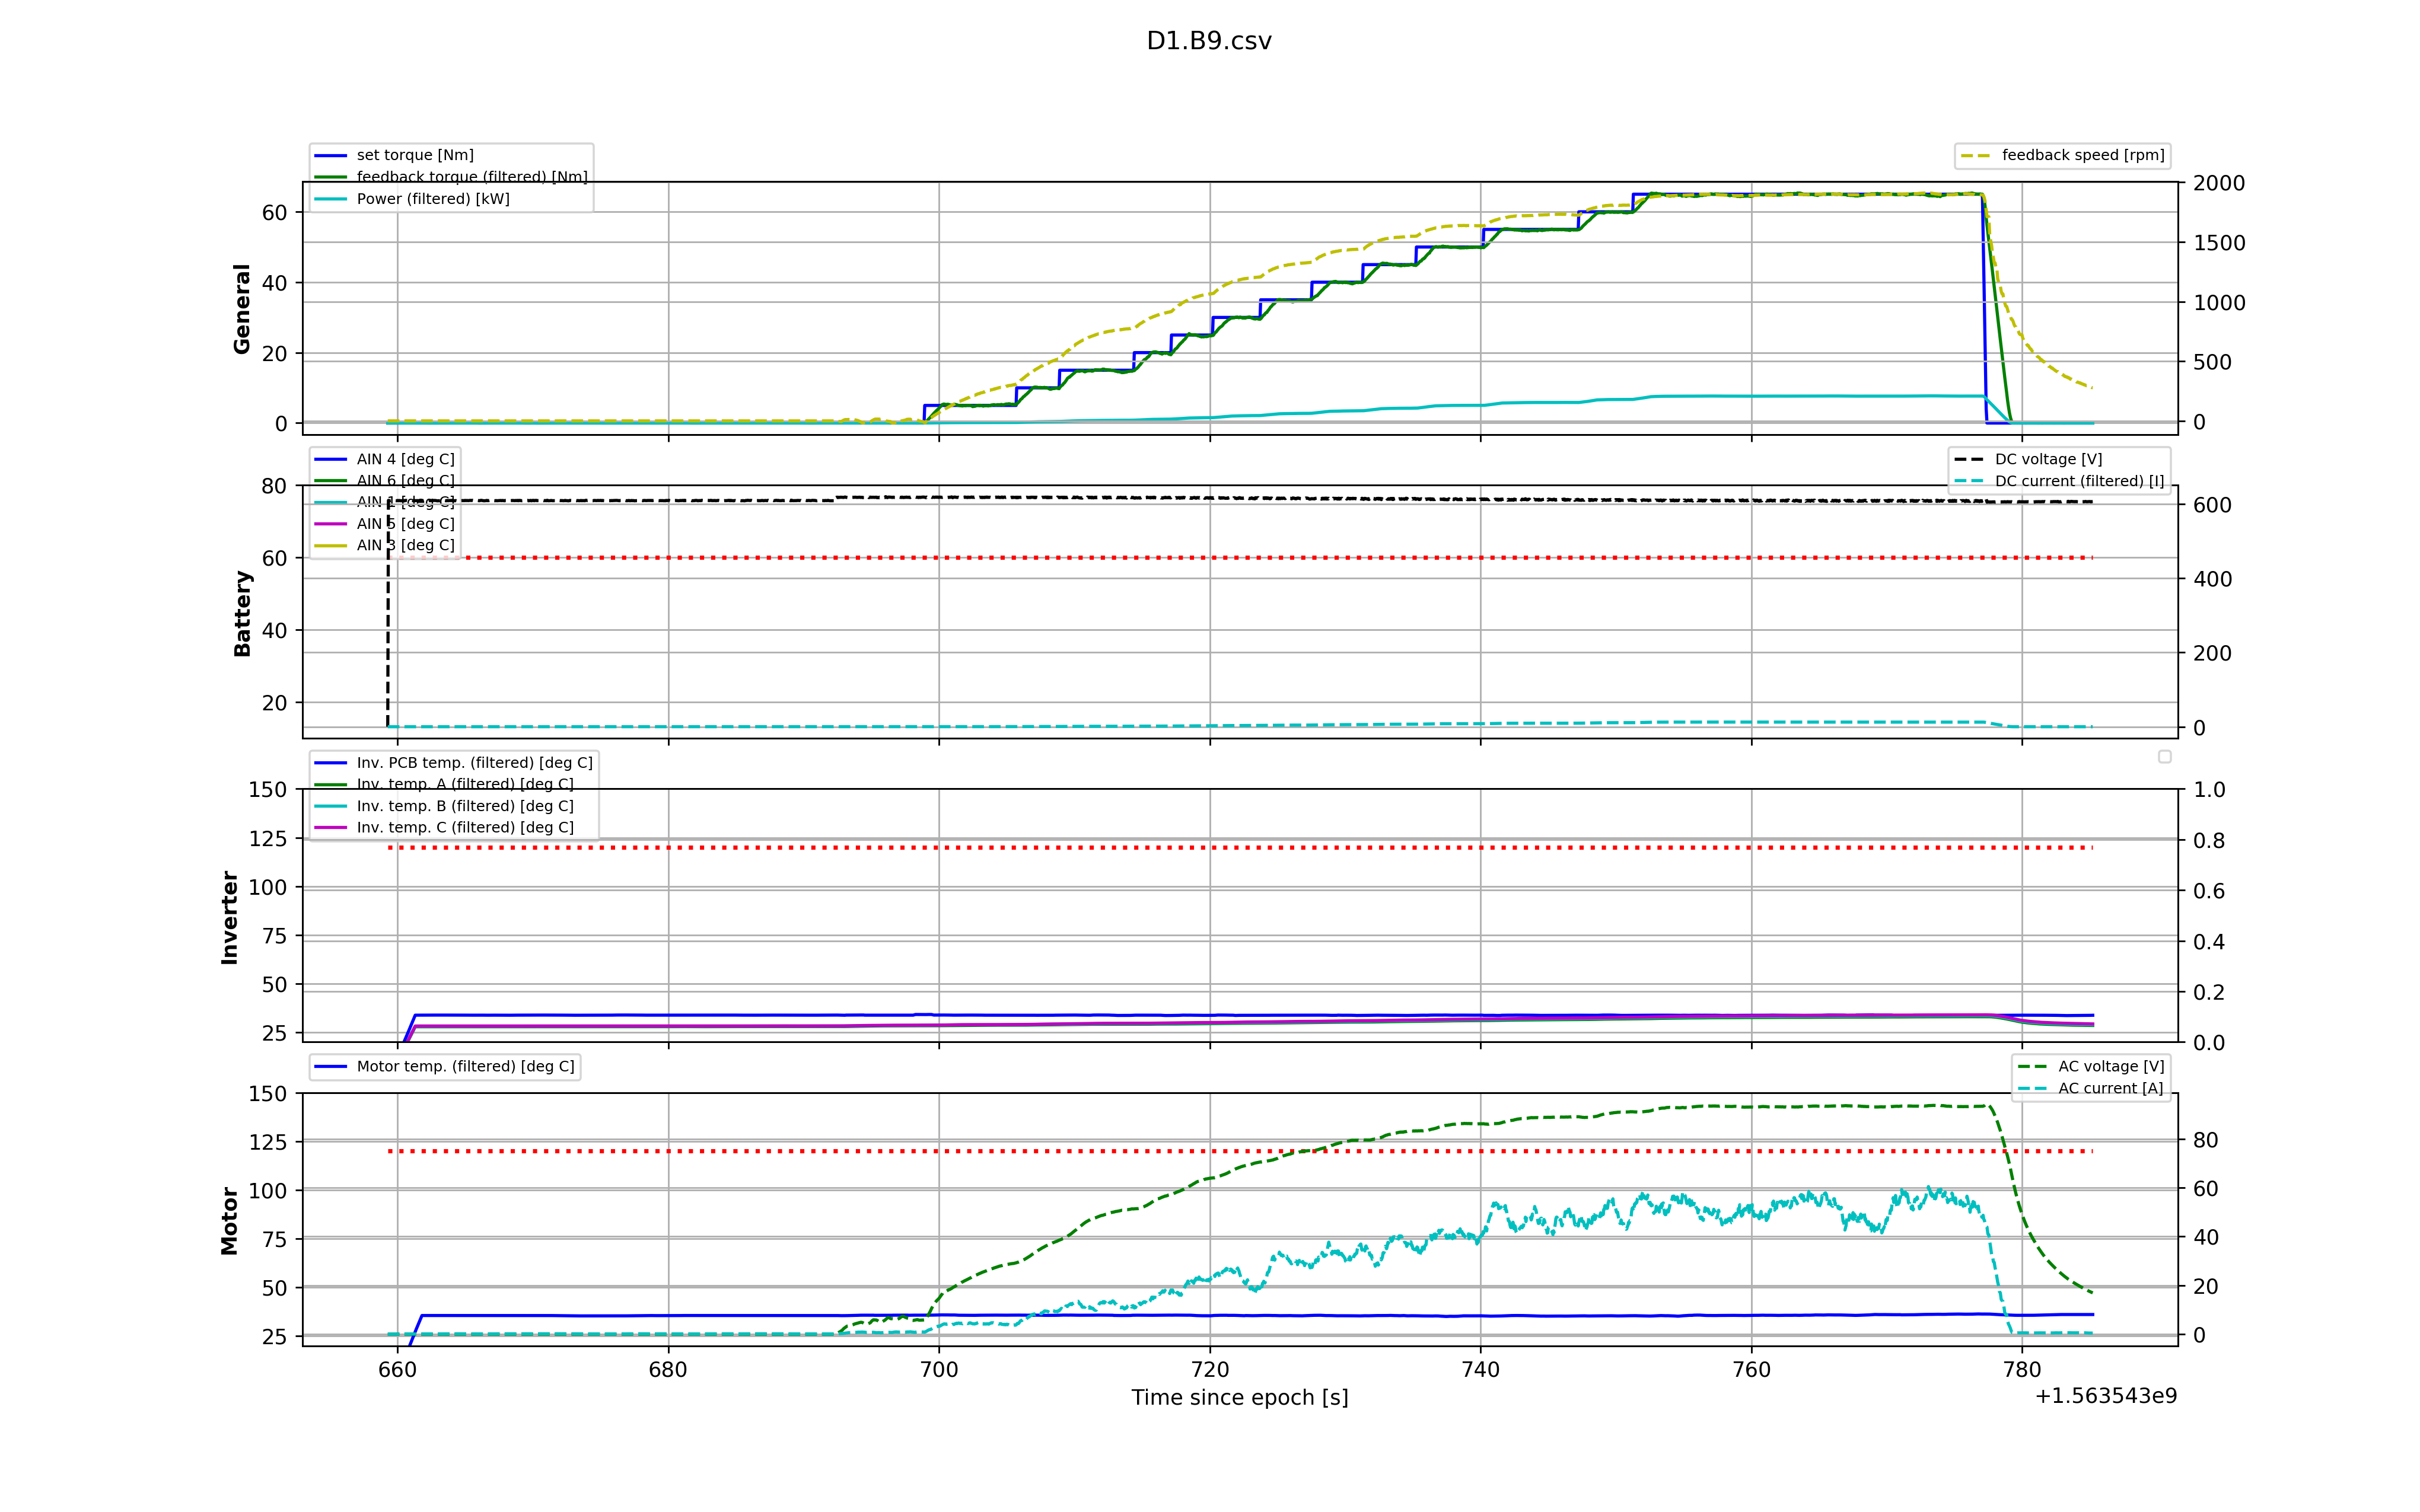 D1.B9.csv
set torque [Nm]
feedback torque (filtered) [Nm]
Power (filtered) [kW]
feedback speed [rpm]
General
60
40
20
0
2000
1500
1000
500
0
AIN 4 [deg C]
AIN 6 [deg C]
AIN 1 [deg C]
AIN 5 [deg C]
AIN 3 [deg C]
DC voltage [V]
DC current (filtered) [I]
Battery
80
60
40
20
600
400
200
0
Inv. PCB temp. (filtered) [deg C]
Inv. temp. A (filtered) [deg C]
Inv. temp. B (filtered) [deg C]
Inv. temp. C (filtered) [deg C]
Inverter
150
125
100
75
50
25
1.0
0.8
0.6
0.4
0.2
0.0
Motor temp. (filtered) [deg C]
AC voltage [V]
AC current [A]
Motor
150
125
100
75
50
25
80
60
40
20
0
660 680 700 720 740 760 780
Time since epoch [s]
+1.563543e9